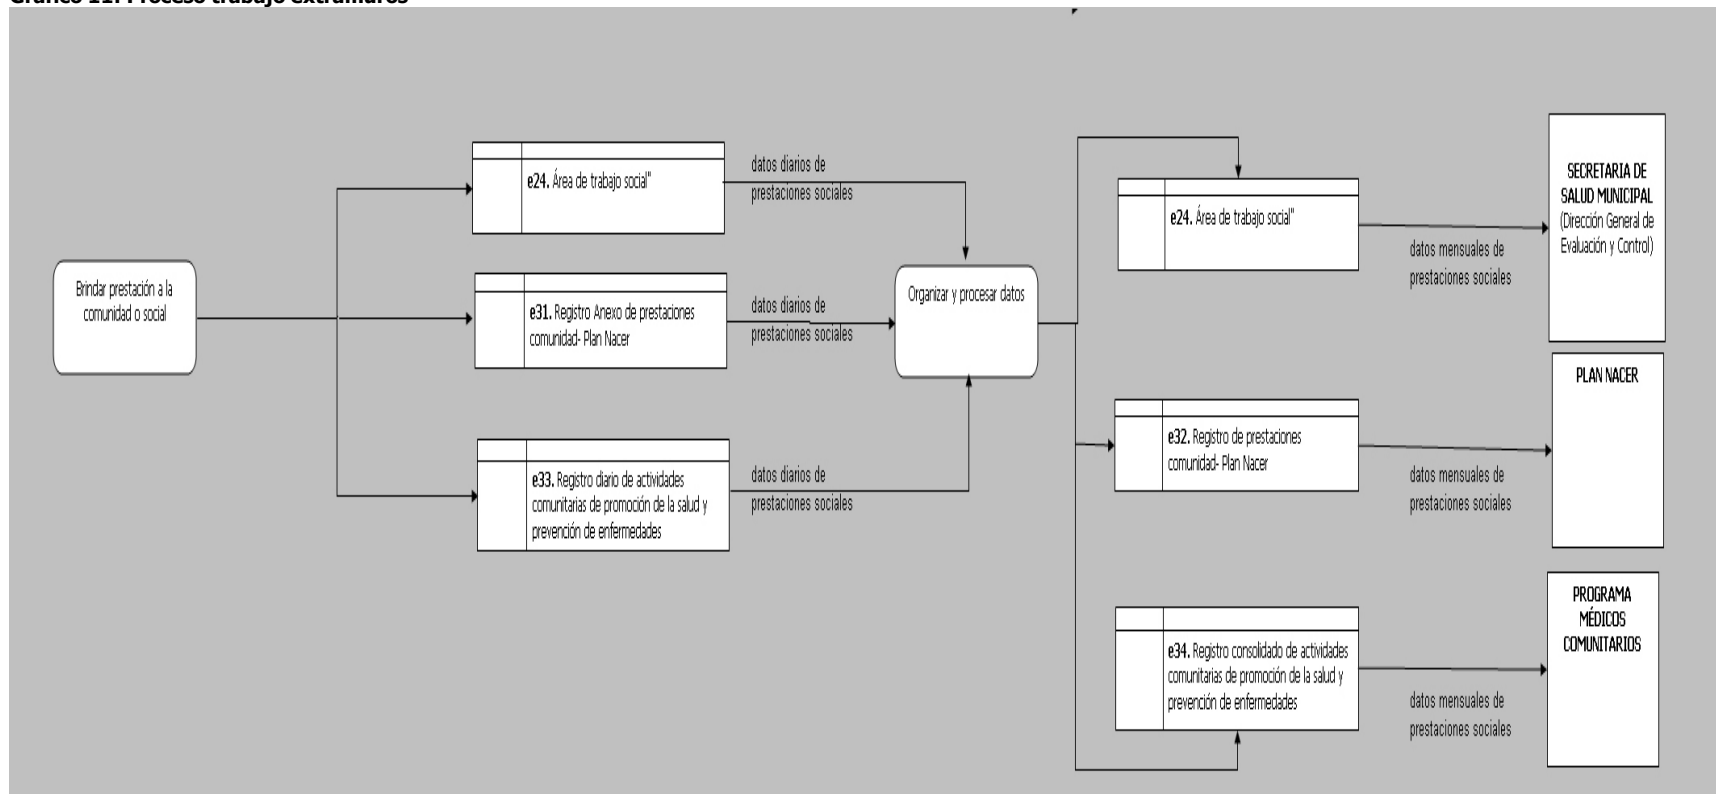 Gráfico 11: Proceso trabajo extramuros
Brindar prestación a la
comunidad o social
e24. Área de trabajo social"
datos diarios de
prestaciones sociales
e31. Registro Anexo de prestaciones
comunidad- Plan Nacer
datos diarios de
prestaciones sociales
e33. Registro diario de actividades
comunitarias de promoción de la salud y
prevención de enfermedades
datos diarios de
prestaciones sociales
Organizar y procesar datos
e24. Área de trabajo social"
datos mensuales de
prestaciones sociales
SECRETARIA DE
SALUD MUNICIPAL
(Dirección General de
Evaluación y Control)
e32. Registro de prestaciones
comunidad- Plan Nacer
datos mensuales de
prestaciones sociales
PLAN NACER
e34. Registro consolidado de actividades
comunitarias de promoción de la salud y
prevención de enfermedades
datos mensuales de
prestaciones sociales
PROGRAMA
MÉDICOS
COMUNITARIOS